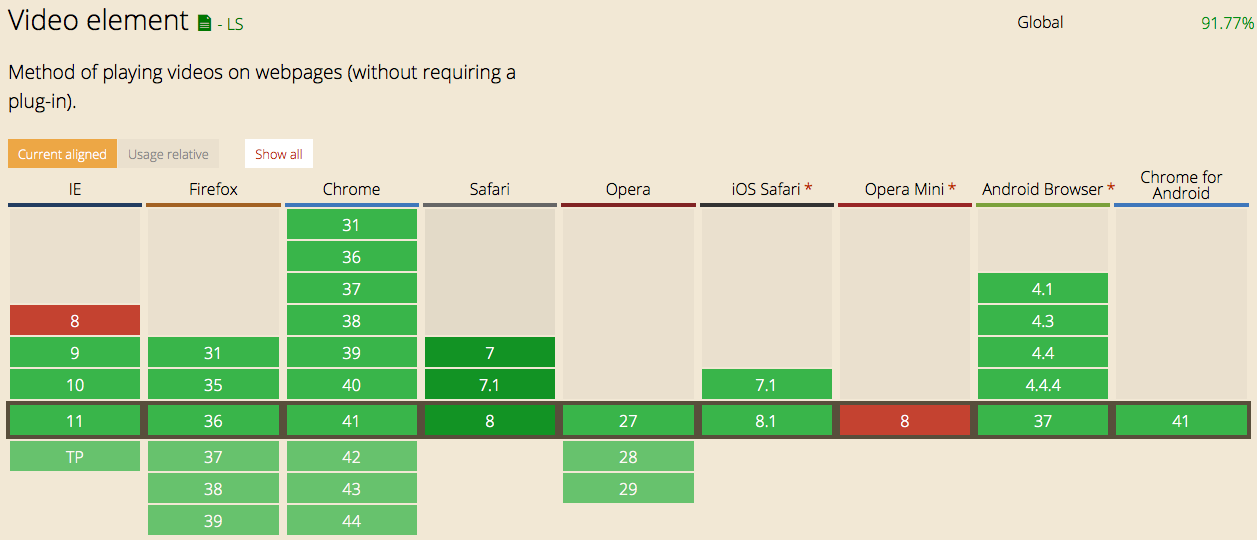 Video element - LS
Global 91.77%
Method of playing videos on webpages (without requiring a
plug-in).
Current aligned Usage relative Show all
IE Firefox Chrome Safari Opera iOS Safari * Opera Mini * Android Browser * Chrome for
Android
31
36
37 4.1
8 38 4.3
9 31 39 7 4.4
10 35 40 7.1 7.1 4.4.4
11 36 41 8 27 8.1 8 37 41
TP 37 42 28
38 43 29
39 44